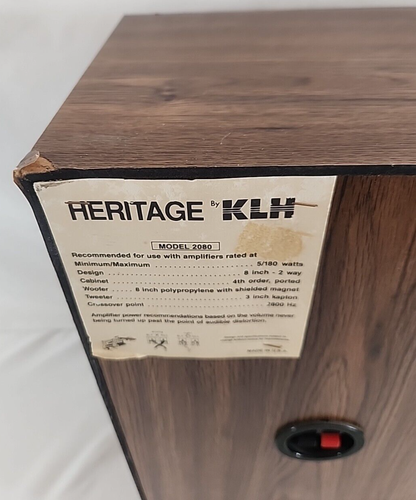 HERITAGE By KLH
MODEL 2080
Recommended for use with amplifiers rated at
Minimum/Maximum ..................... 5/180 watts
Design ............................ 8 inch - 2 way
Cabinet ......................... 4th order, ported
Woofer ..... 8 inch polypropylene with shielded magnet
Tweeter ............................ 3 inch kapton
Crossover point ........................ Hz
Amplifier power recommendations based on the volume never
being turned up past the point of audible distortion.
MADE IN U.S.A.